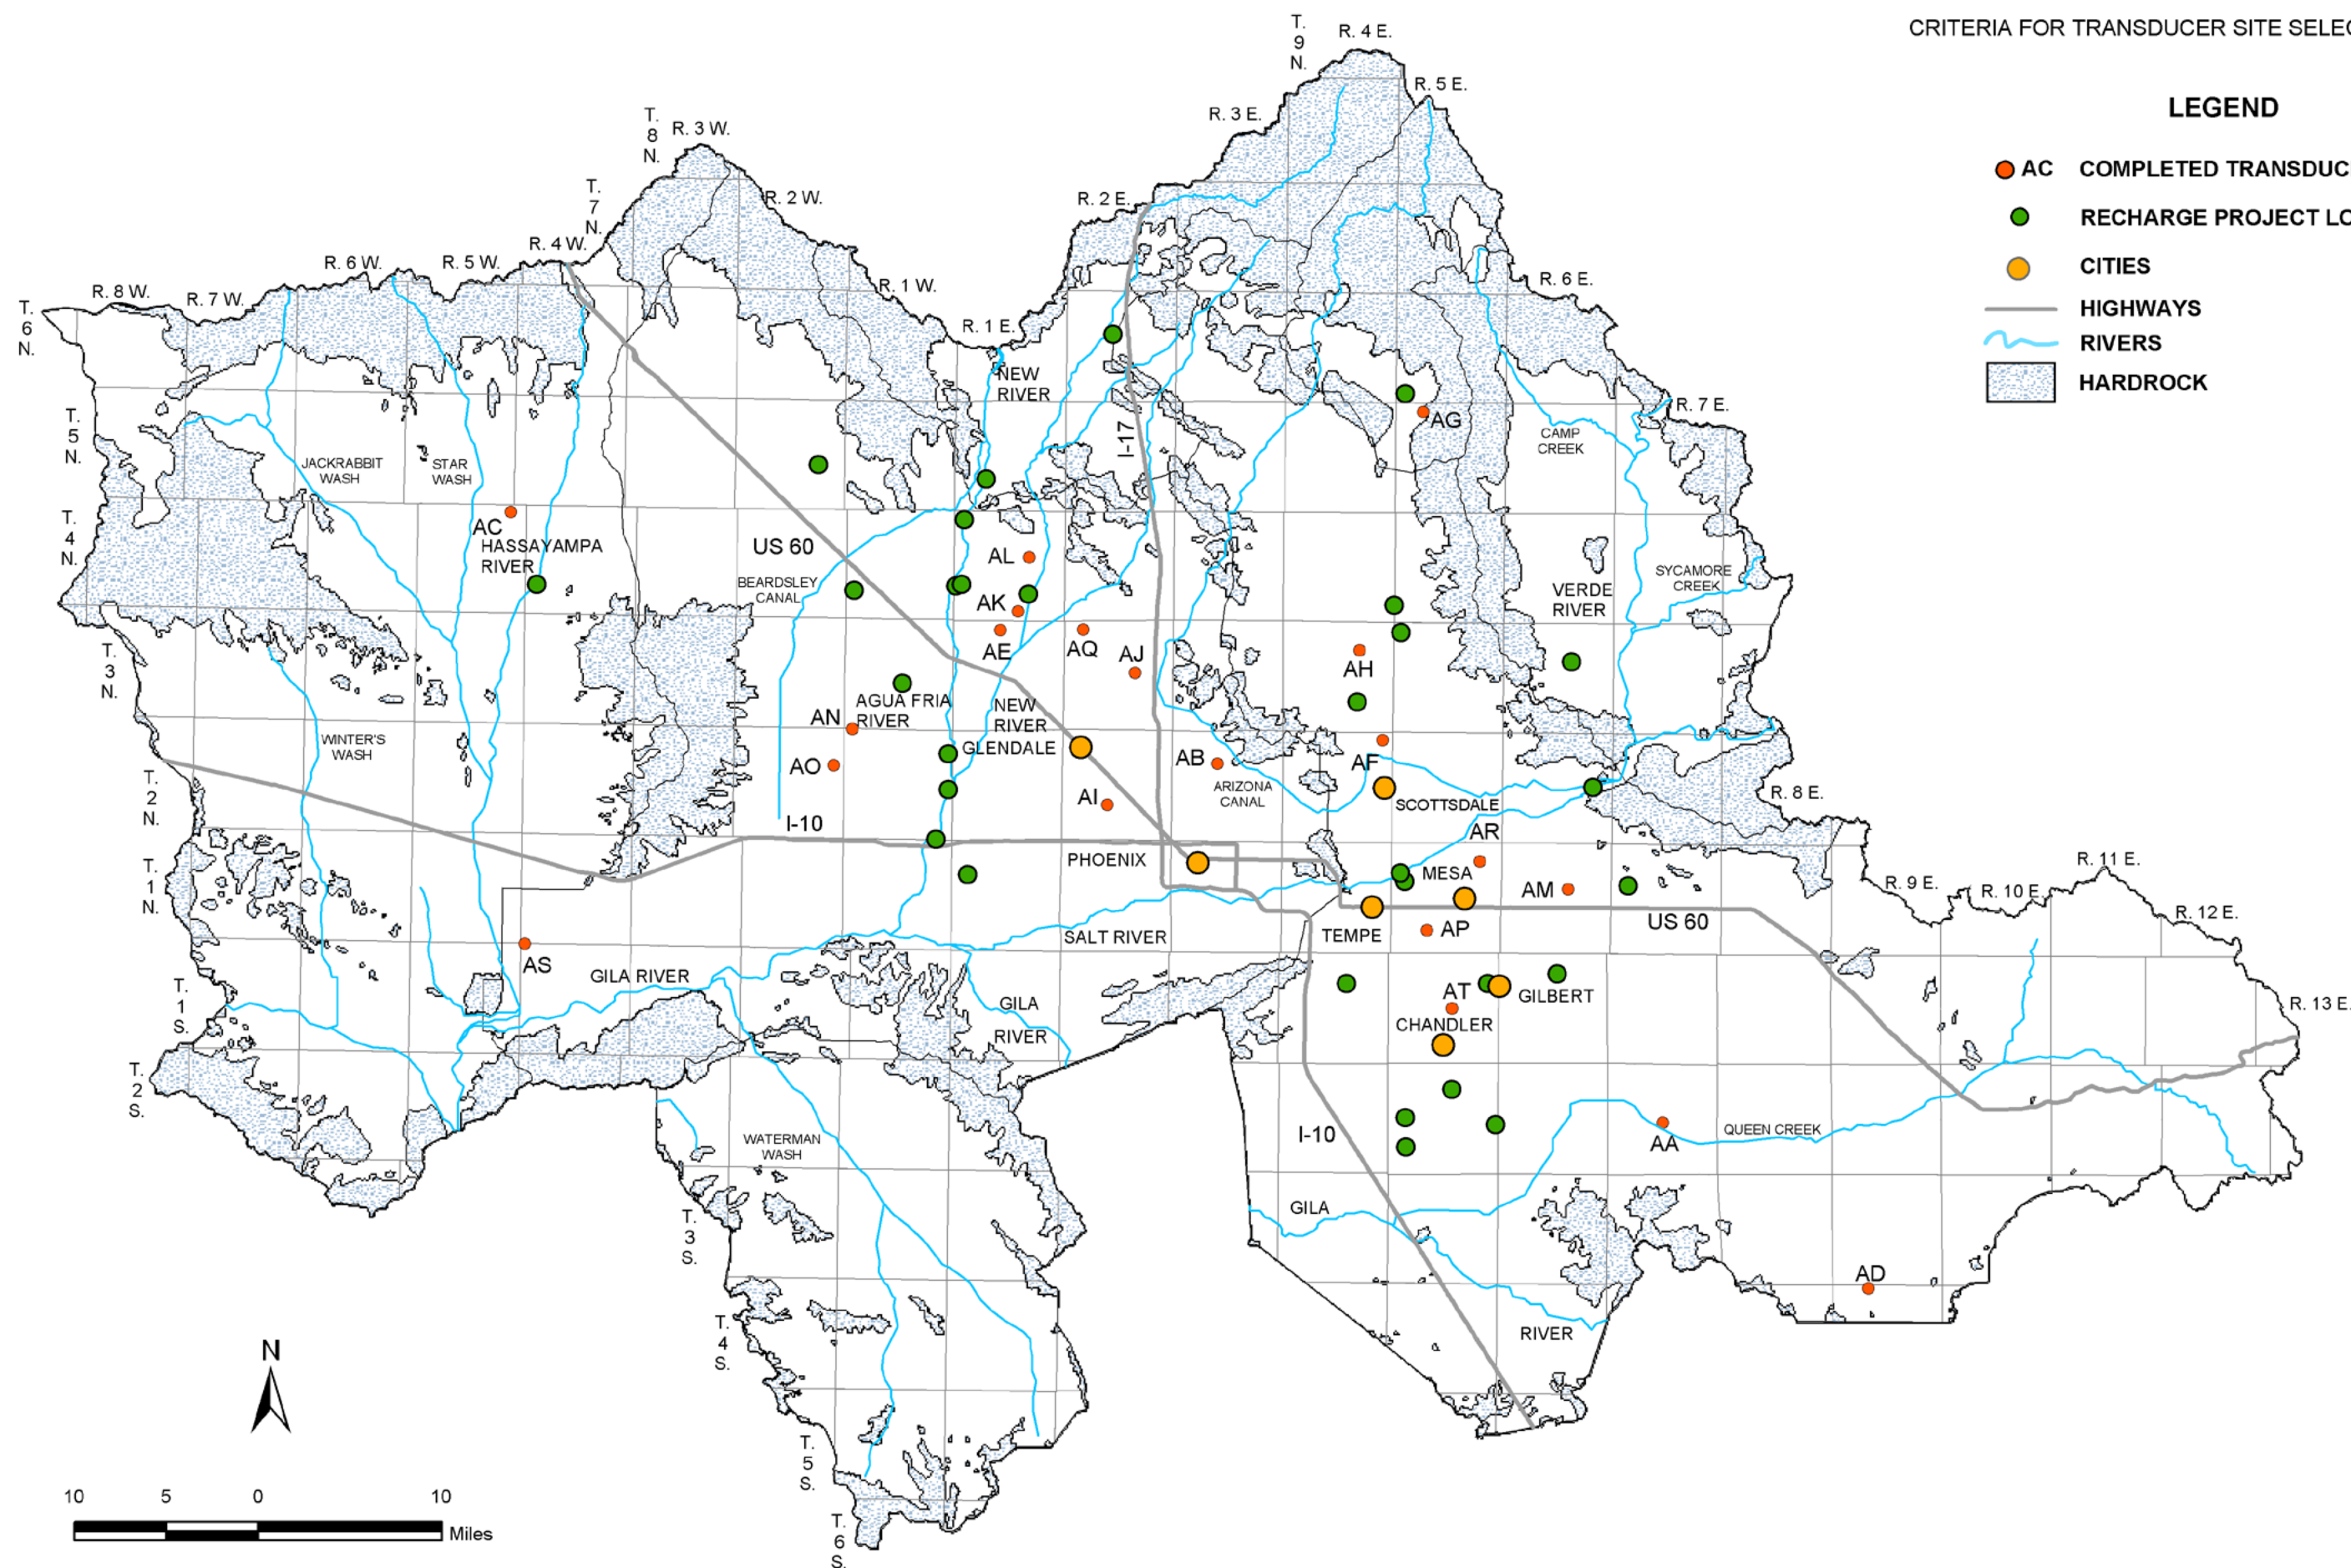 CRITERIA FOR TRANSDUCER SITE SELEC
LEGEND
AC COMPLETED TRANSDUC
RECHARGE PROJECT LO
CITIES
HIGHWAYS
RIVERS
HARDROCK
T.
9
N.
R. 4 E.
R. 5 E.
R. 3 E.
T.
8
N.
R. 3 W.
T.
7
N.
R. 2 W.
R. 2 E.
R. 4 W.
R. 5 W.
R. 6 W.
R. 7 W.
R. 8 W.
T.
6
N.
R. 1 W.
R. 1 E.
R. 6 E.
NEW
RIVER
I-17
AG
R. 7 E.
CAMP
CREEK
T.
5
N.
JACKRABBIT
WASH
STAR
WASH
T.
4
N.
AC
HASSAYAMPA
RIVER
US 60
BEARDSLEY
CANAL
AL
AK
AE
AQ
AJ
AH
VERDE
RIVER
SYCAMORE
CREEK
T.
3
N.
AN
AGUA FRIA
RIVER
NEW
RIVER
GLENDALE
WINTER'S
WASH
AO
AB
AF
ARIZONA
CANAL
SCOTTSDALE
T.
2
N.
AI
I-10
R. 8 E.
AR
PHOENIX
MESA
AM
T.
1
N.
R. 9 E.
R. 10 E.
R. 11 E.
R. 12 E.
US 60
TEMPE
AP
SALT RIVER
AS
GILA RIVER
T.
1
S.
GILA
RIVER
AT
GILBERT
CHANDLER
R. 13 E.
T.
2
S.
WATERMAN
WASH
I-10
AA
QUEEN CREEK
T.
3
S.
GILA
AD
RIVER
T.
4
S.
N
T.
5
S.
T.
6
S.
10 5 0 10
Miles